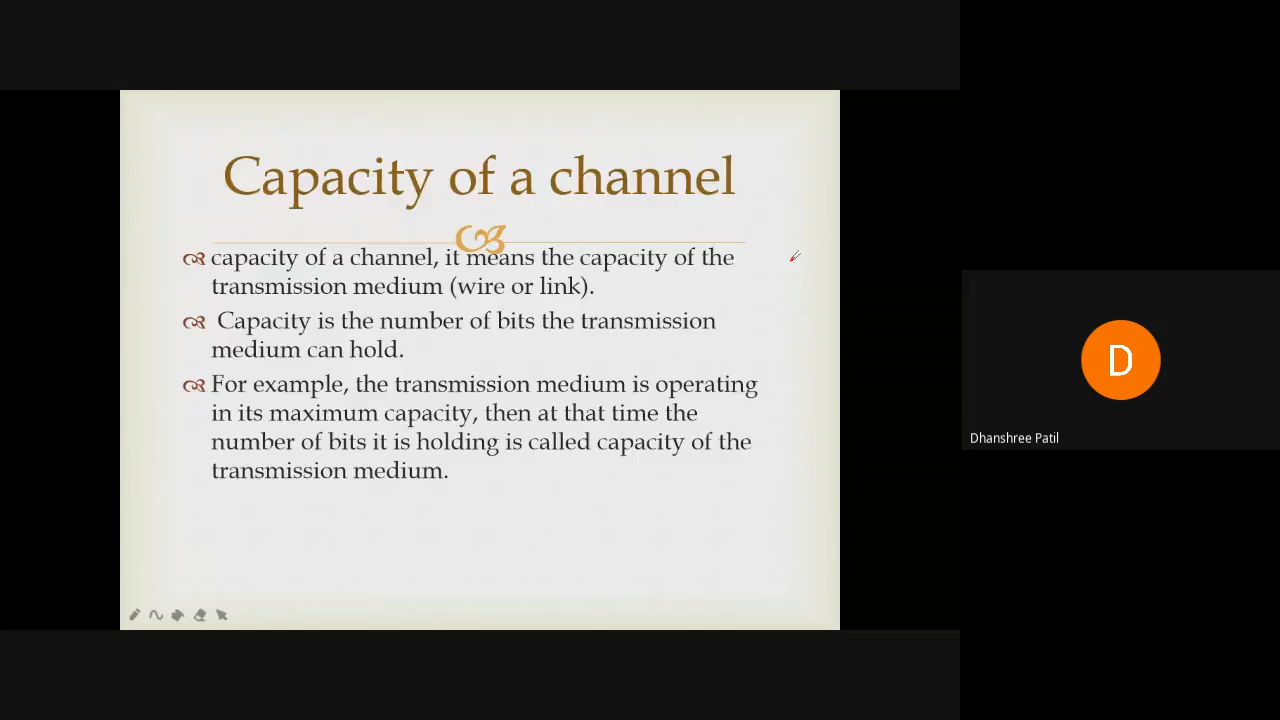 Capacity of a channel
capacity of a channel, it means the capacity of the
transmission medium (wire or link).
Capacity is the number of bits the transmission
medium can hold.
For example, the transmission medium is operating
in its maximum capacity, then at that time the
number of bits it is holding is called capacity of the
transmission medium.
D
Dhanshree Patil